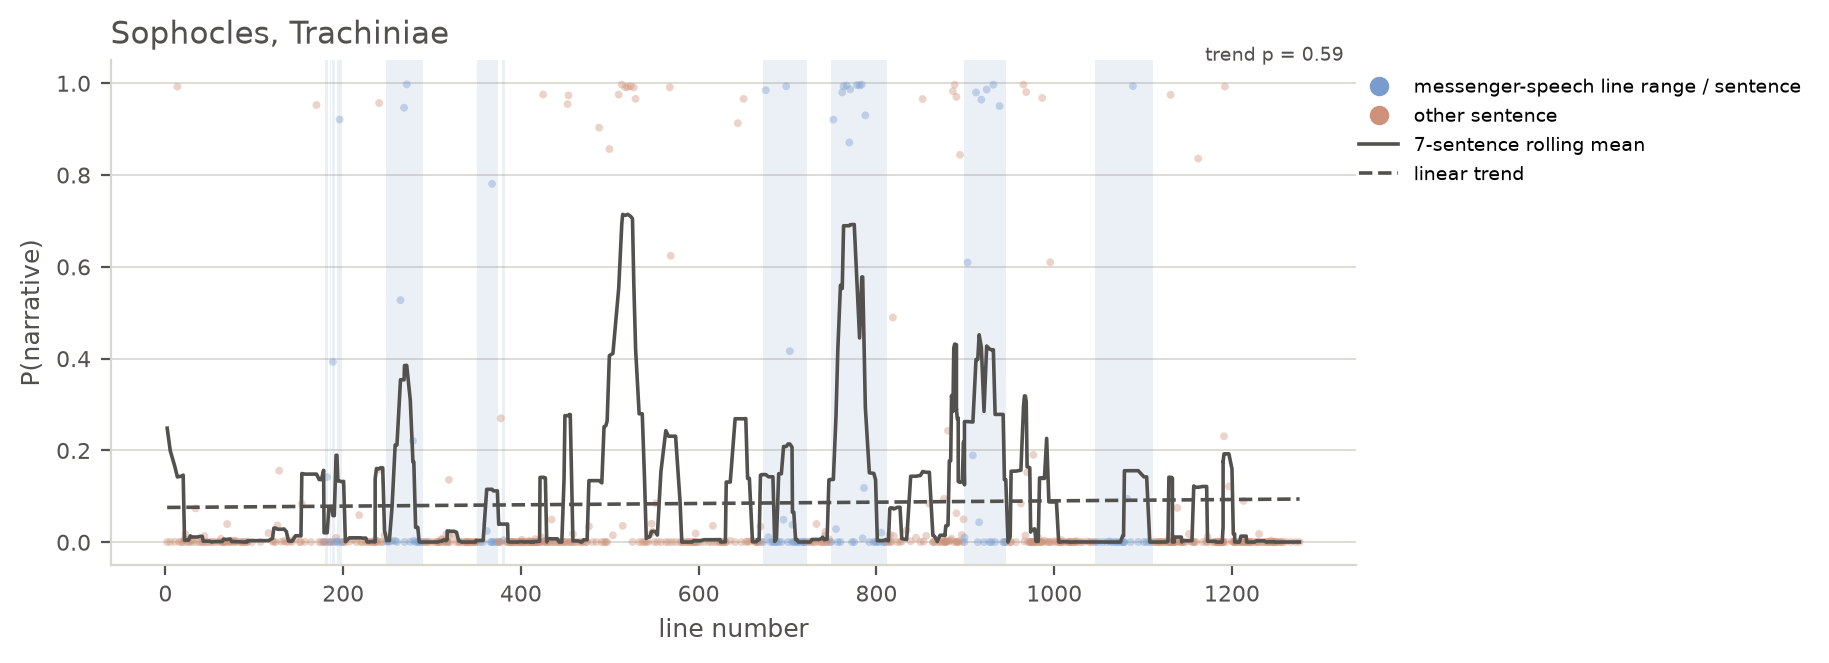 Sophocles, Trachiniae
trend p = 0.59
messenger-speech line range / sentence
other sentence
7-sentence rolling mean
linear trend
P(narrative)
1.0
0.8
0.6
0.4
0.2
0.0
0
200
400
600
800
1000
1200
line number